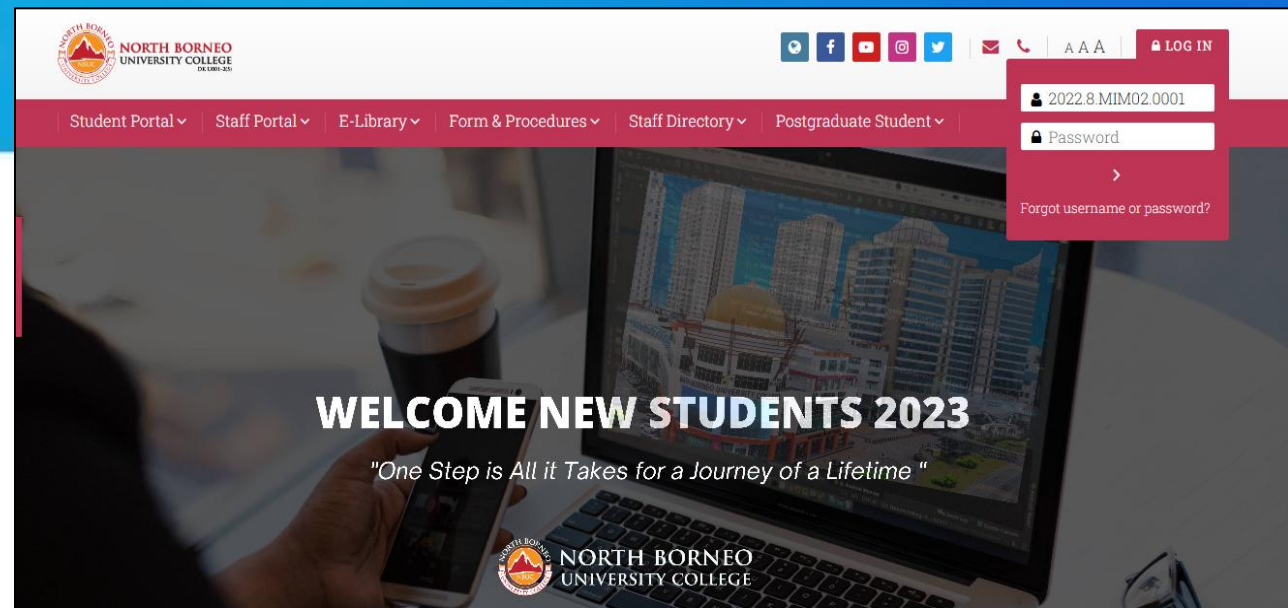 NORTH BORNEO
UNIVERSITY COLLEGE
A A A
LOG IN
2022.8.MIM02.0001
Password
Forgot username or password?
Student Portal
Staff Portal
E-Library
Form & Procedures
Staff Directory
Postgraduate Student
WELCOME NEW STUDENTS 2023
"One Step is All it Takes for a Journey of a Lifetime "
NORTH BORNEO
UNIVERSITY COLLEGE